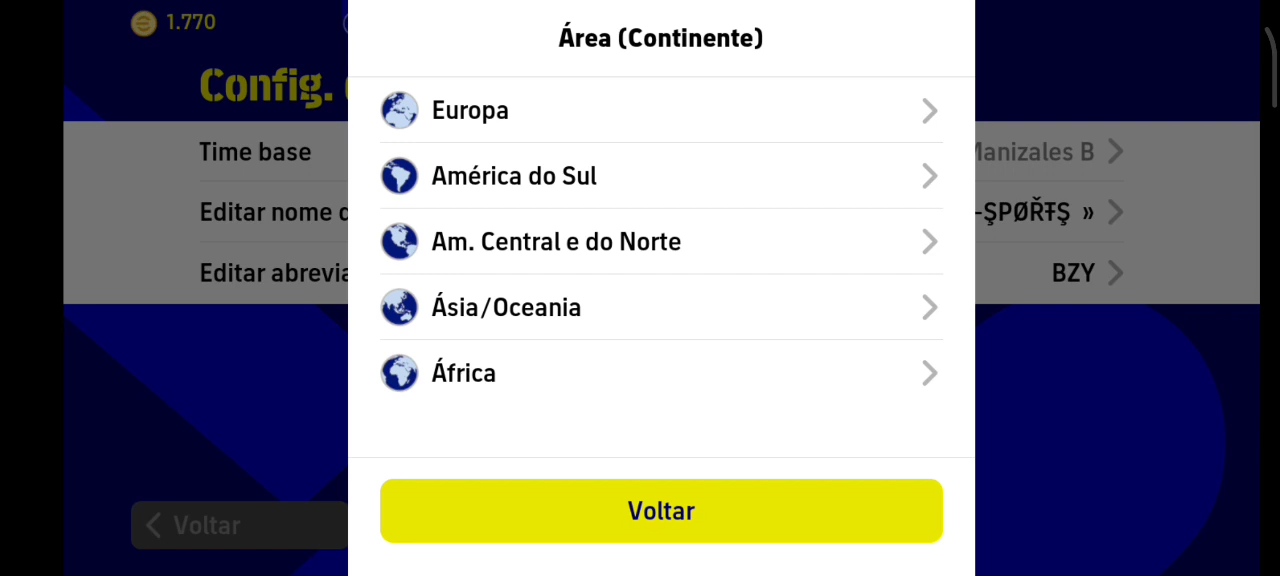 1.770
Área (Continente)
Config.
Europa
Time base
Manizales B
América do Sul
Editar nome
-ŞPØŘŦŞ »
Am. Central e do Norte
Editar abrevia
BZY
Ásia/Oceania
África
Voltar
Voltar